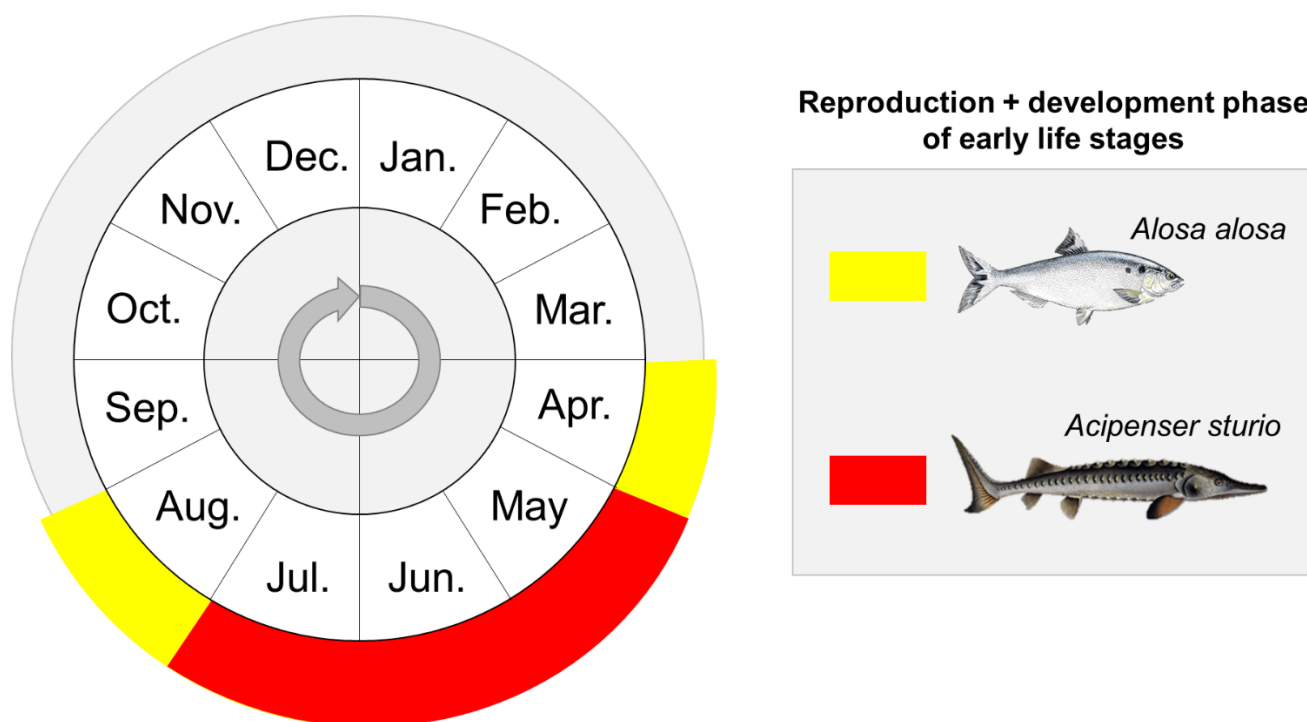 Jan.
Feb.
Mar.
Apr.
May
Jun.
Jul.
Aug.
Sep.
Oct.
Nov.
Dec.
Reproduction + development phase
of early life stages
Alosa alosa
Acipenser sturio